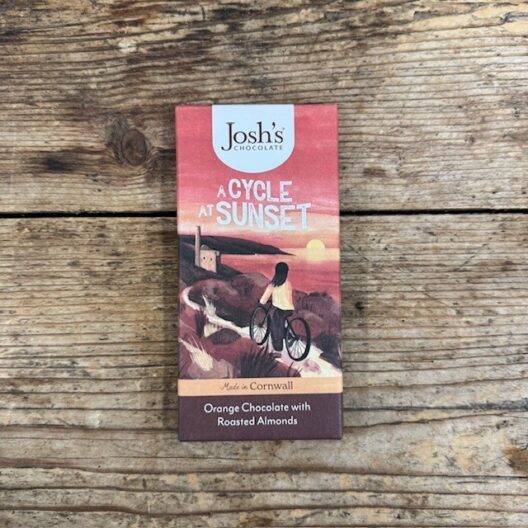 Josh's
CHOCOLATE
A CYCLE
AT SUNSET
Made in Cornwall
Orange Chocolate with
Roasted Almonds